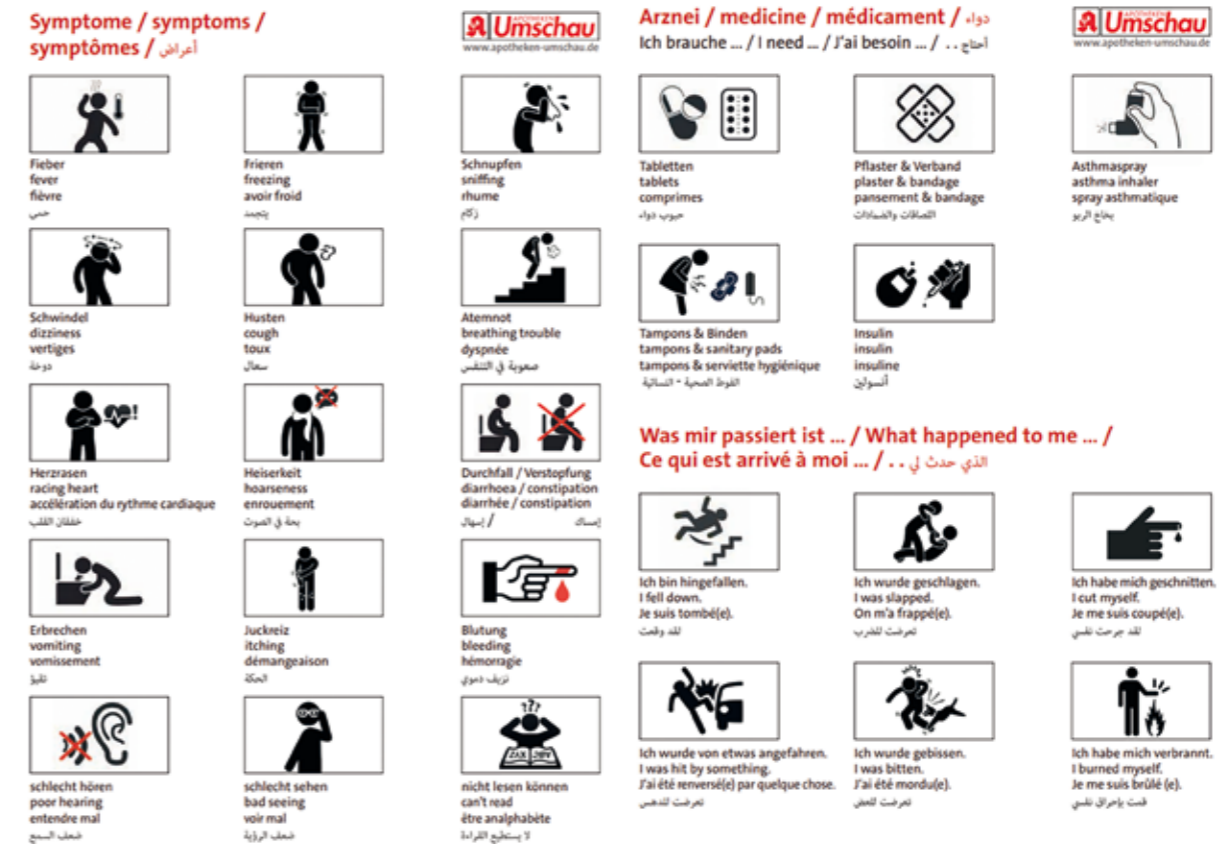 Symptome / symptoms /
symptômes / أعراض
APOTHEKEN
Umschau
www.apotheken-umschau.de
Fieber
fever
fièvre
حمى
Frieren
freezing
avoir froid
يتجمد
Schnupfen
sniffing
rhume
زكام
Schwindel
dizziness
vertiges
دوخة
Husten
cough
toux
سعال
Atemnot
breathing trouble
dyspnée
صعوبة في التنفس
Herzrasen
racing heart
accélération du rythme cardiaque
خفقان القلب
Heiserkeit
hoarseness
enrouement
بحة في الصوت
Durchfall / Verstopfung
diarrhoea / constipation
diarrhée / constipation
إسهال / إمساك
Erbrechen
vomiting
vomissement
تقيؤ
Juckreiz
itching
démangeaison
الحكة
Blutung
bleeding
hémorragie
نزيف دموي
schlecht hören
poor hearing
entendre mal
ضعف السمع
schlecht sehen
bad seeing
voir mal
ضعف الرؤية
???
nicht lesen können
can't read
être analphabète
لا يستطيع القراءة
Arznei / medicine / médicament / دواء
Ich brauche ... / I need ... / J'ai besoin ... / أحتاج . .
APOTHEKEN
Umschau
www.apotheken-umschau.de
Tabletten
tablets
comprimes
حبوب دواء
Pflaster & Verband
plaster & bandage
pansement & bandage
اللصاقات والضمادات
Asthmaspray
asthma inhaler
spray asthmatique
بخاخ الربو
Tampons & Binden
tampons & sanitary pads
tampons & serviette hygiénique
الفوط الصحية - النسائية
Insulin
insulin
insuline
أنسولين
Was mir passiert ist ... / What happened to me ... /
Ce qui est arrivé à moi ... / الذي حدث لي . .
Ich bin hingefallen.
I fell down.
Je suis tombé(e).
لقد وقعت
Ich wurde geschlagen.
I was slapped.
On m'a frappé(e).
تعرضت للضرب
Ich habe mich geschnitten.
I cut myself.
Je me suis coupé(e).
لقد جرحت نفسي
Ich wurde von etwas angefahren.
I was hit by something.
J'ai été renversé(e) par quelque chose.
تعرضت للدهس
Ich wurde gebissen.
I was bitten.
J'ai été mordu(e).
تعرضت للعض
Ich habe mich verbrannt.
I burned myself.
Je me suis brûlé (e).
قمت بإحراق نفسي